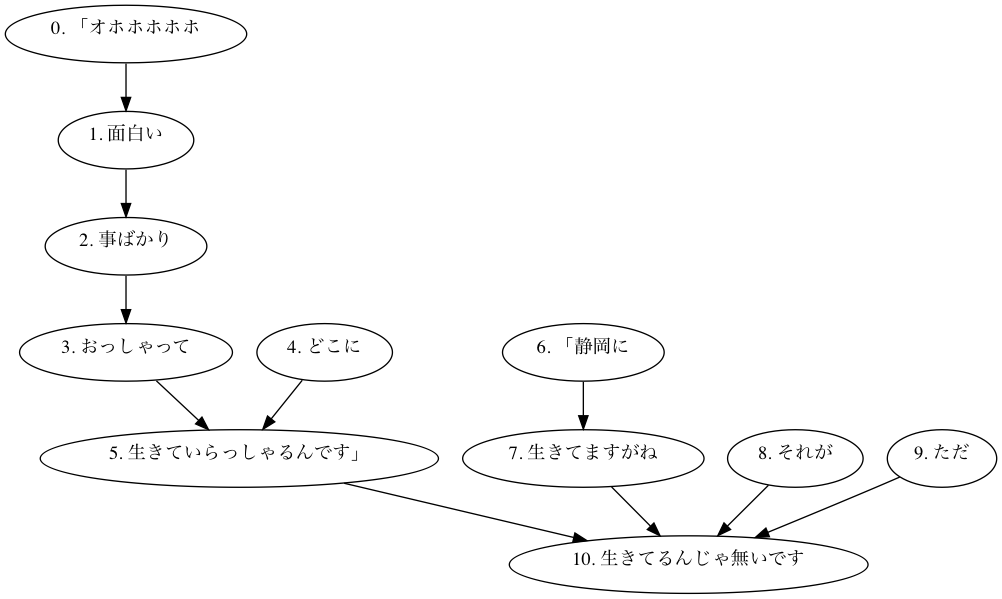 0. 「オホホホホホ
1. 面白い
2. 事ばかり
3. おっしゃって
4. どこに
6. 「静岡に
5. 生きていらっしゃるんです」
7. 生きてますがね
8. それが
9. ただ
10. 生きてるんじゃ無いです